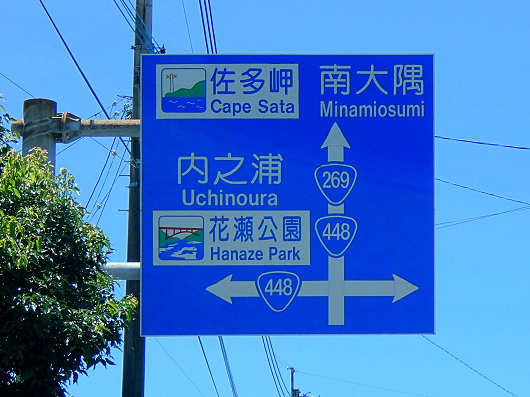 佐多岬
Cape Sata
南大隅
Minamiosumi
269
448
内之浦
Uchinoura
花瀬公園
Hanaze Park
448